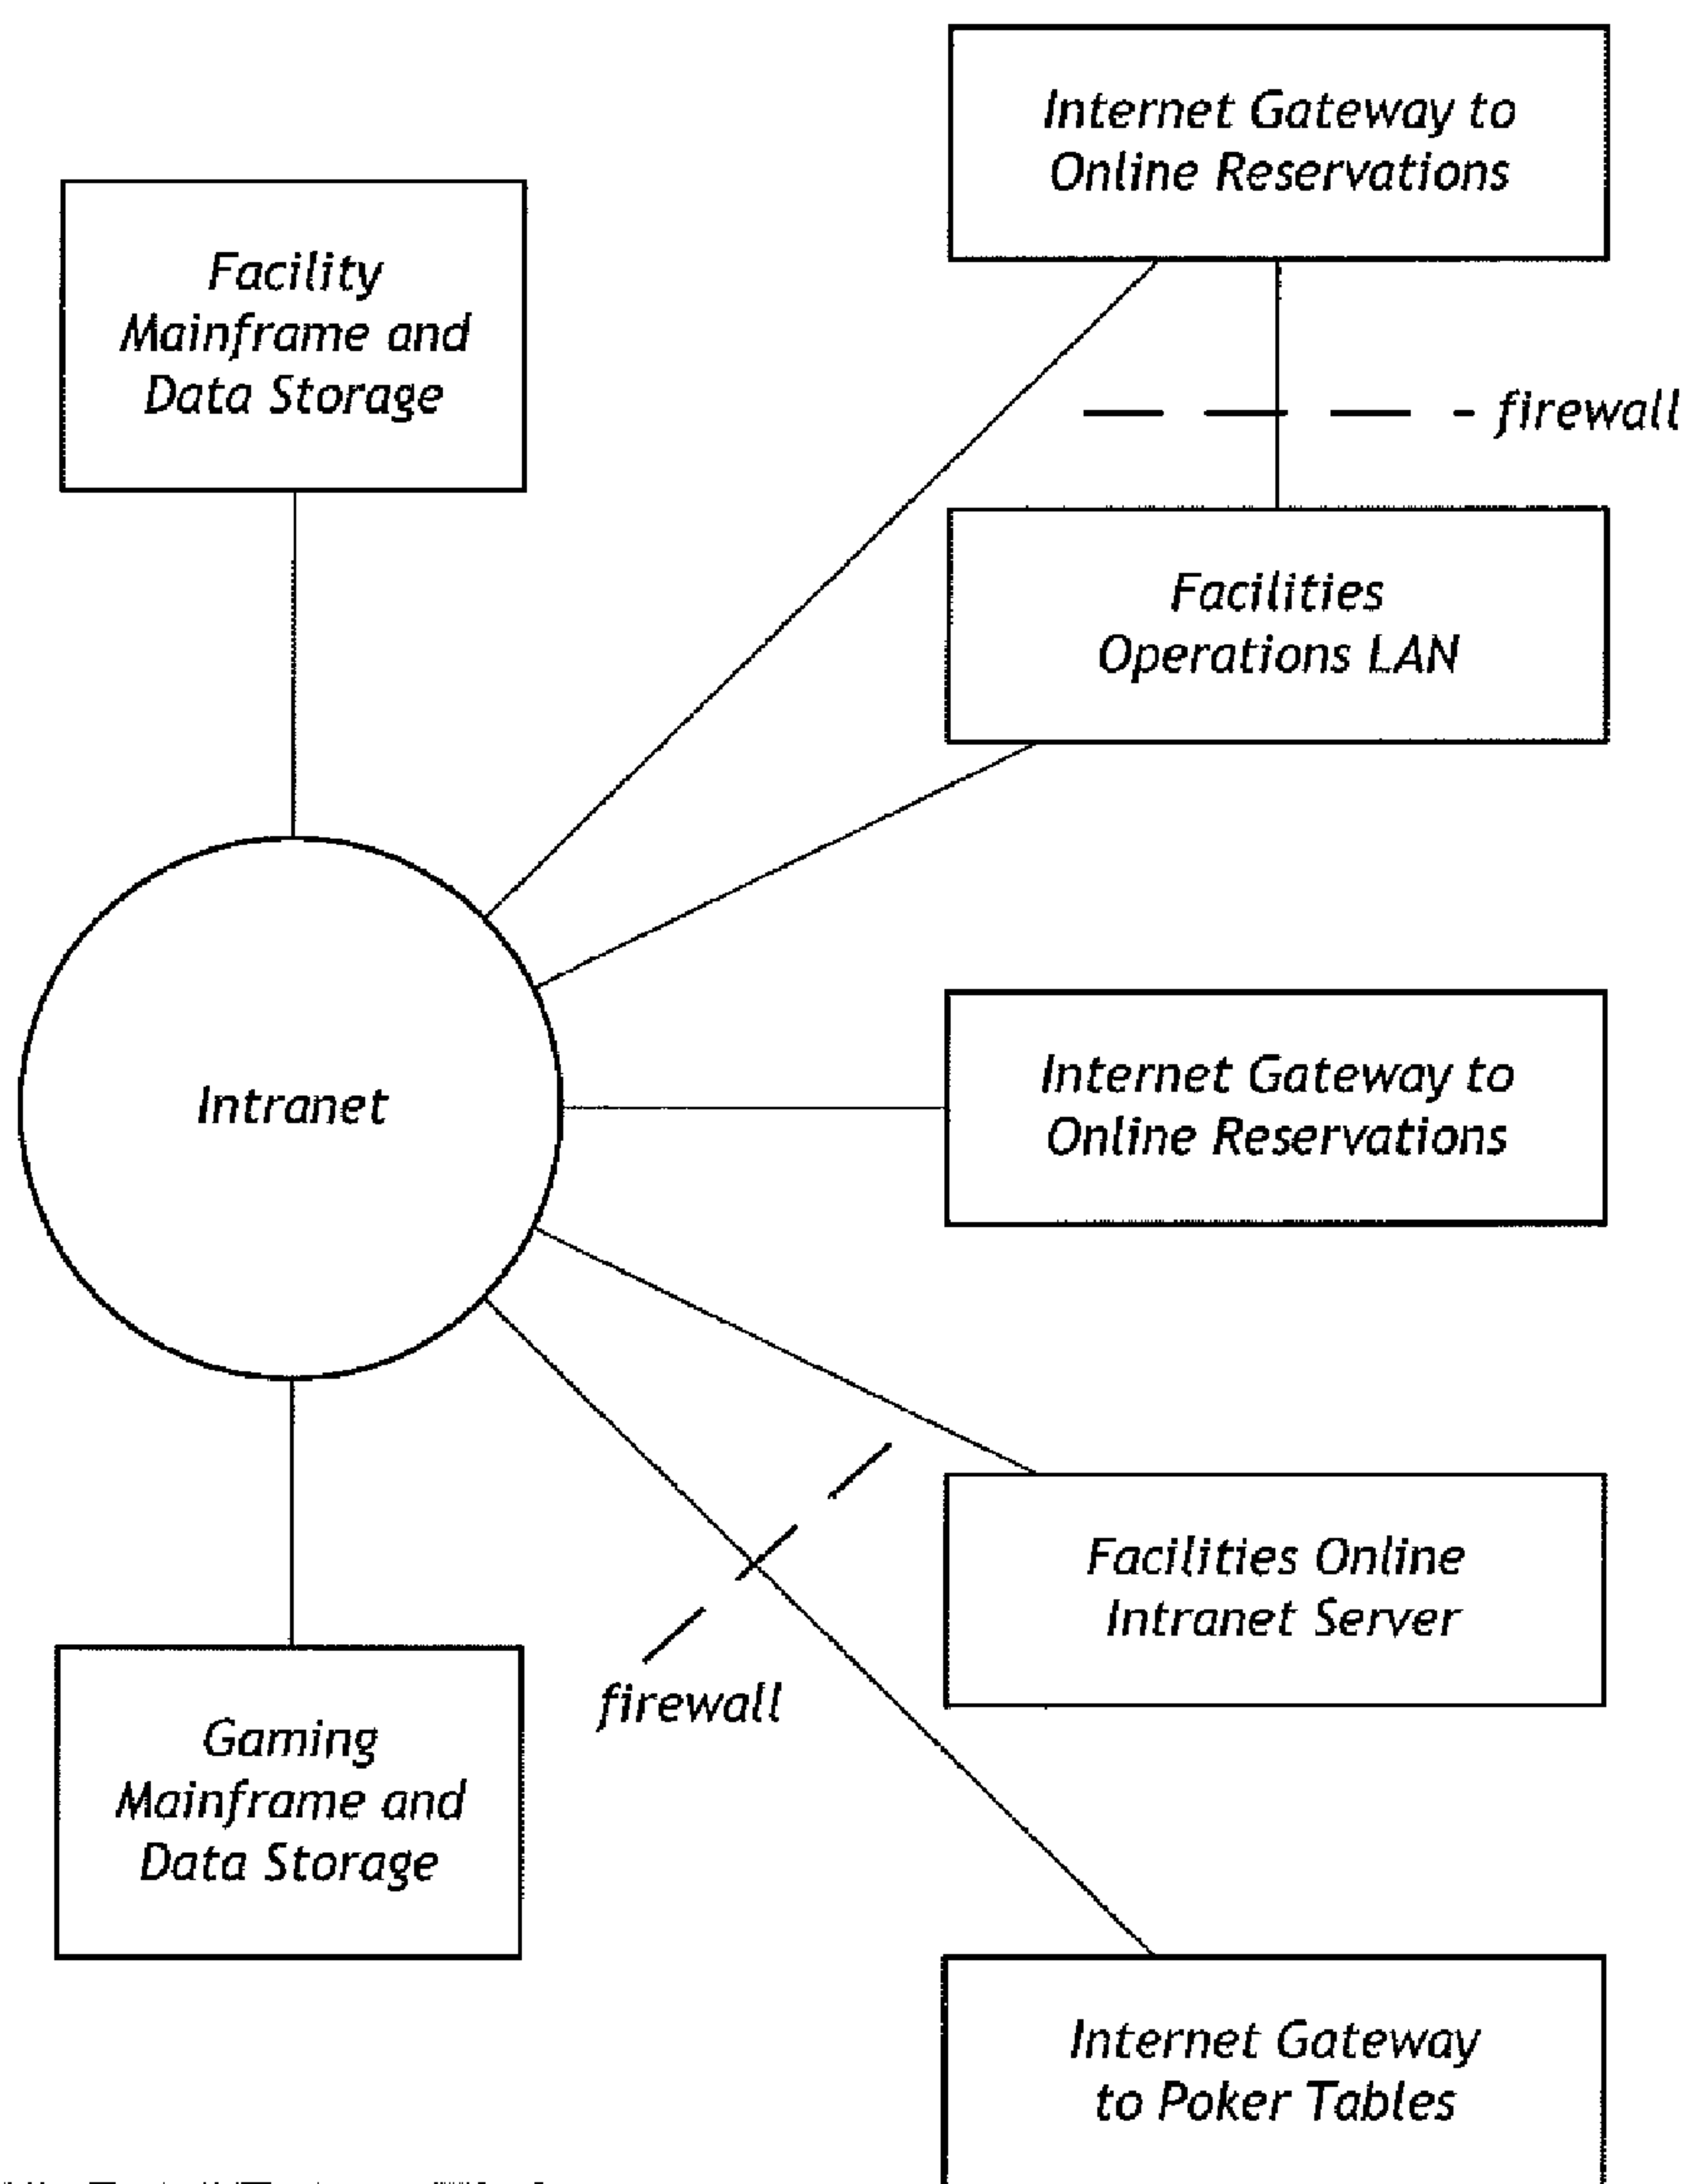 Internet Gateway to
Online Reservations
Facility
Mainframe and
Data Storage
firewall
Facilities
Operations LAN
Intranet
Internet Gateway to
Online Reservations
Facilities Online
Intranet Server
firewall
Gaming
Mainframe and
Data Storage
Internet Gateway
to Poker Tables